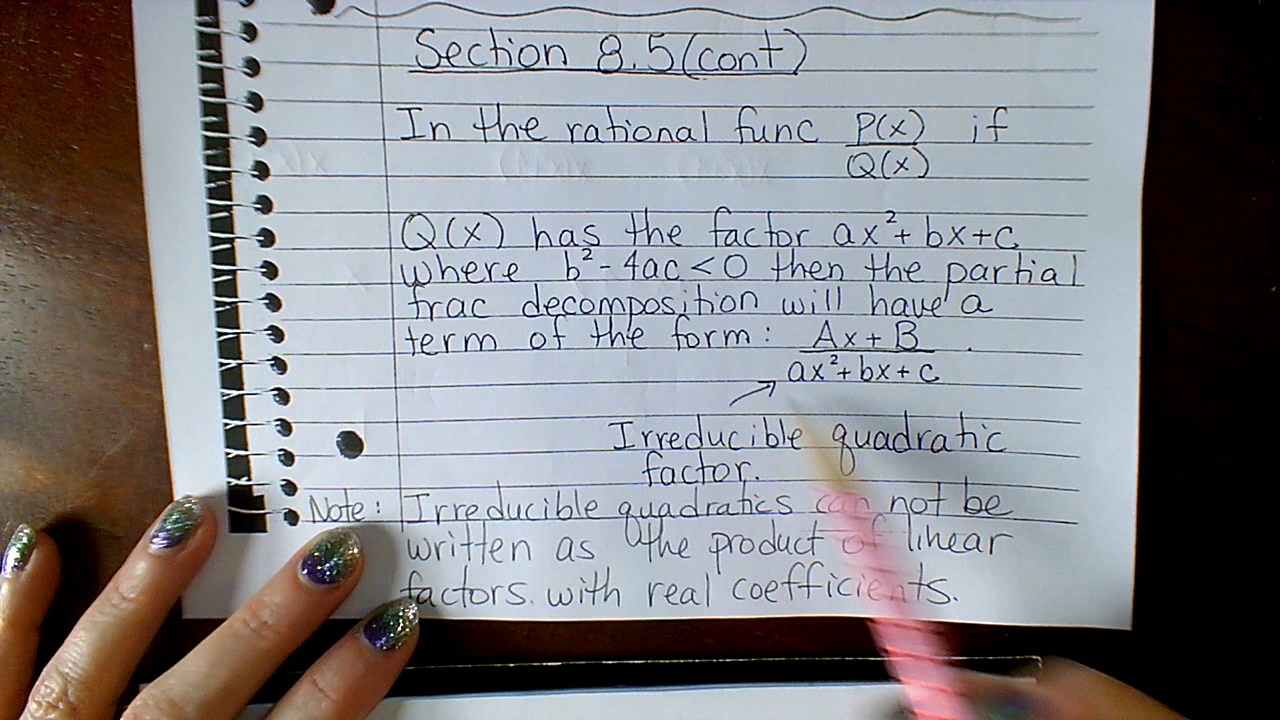 Section 8.5 (cont)
In the rational func P(x)/Q(x) if
Q(x) has the factor ax²+ bx+c
where b²- 4ac < 0 then the partial
frac decomposition will have a
term of the form: Ax + B / ax²+ bx + c .
Irreducible quadratic
factor.
Note: Irreducible quadratics can not be
written as the product of linear
factors. with real coefficients.